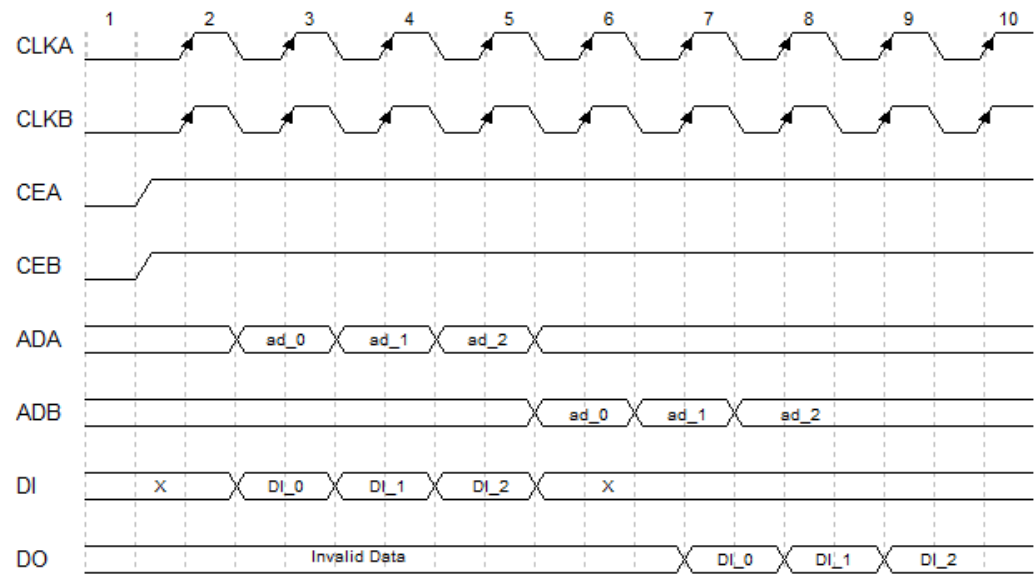 1 2 3 4 5 6 7 8 9 10
CLKA
CLKB
CEA
CEB
ADA ad_0 ad_1 ad_2
ADB ad_0 ad_1 ad_2
DI X DI_0 DI_1 DI_2 X
DO Invalid Data DI_0 DI_1 DI_2